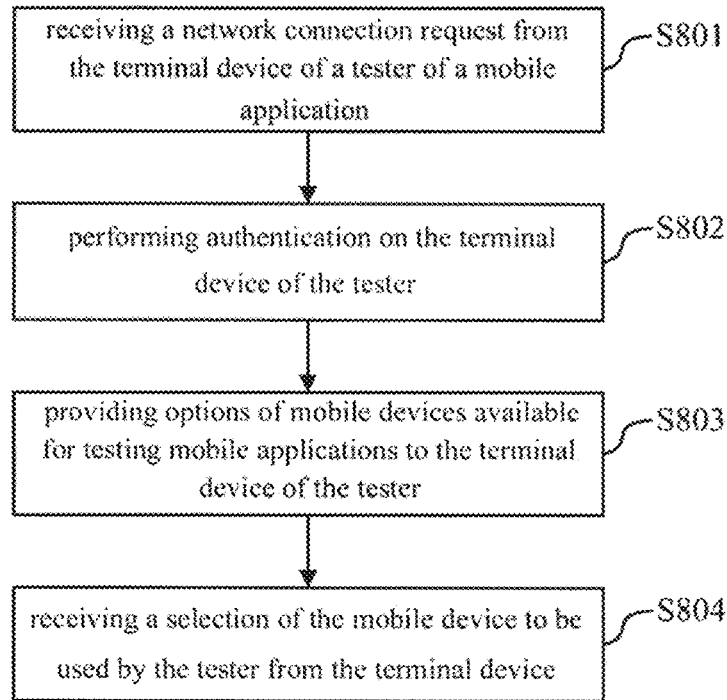 receiving a network connection request from
the terminal device of a tester of a mobile
application
S801
performing authentication on the terminal
device of the tester
S802
providing options of mobile devices available
for testing mobile applications to the terminal
device of the tester
S803
receiving a selection of the mobile device to be
used by the tester from the terminal device
S804